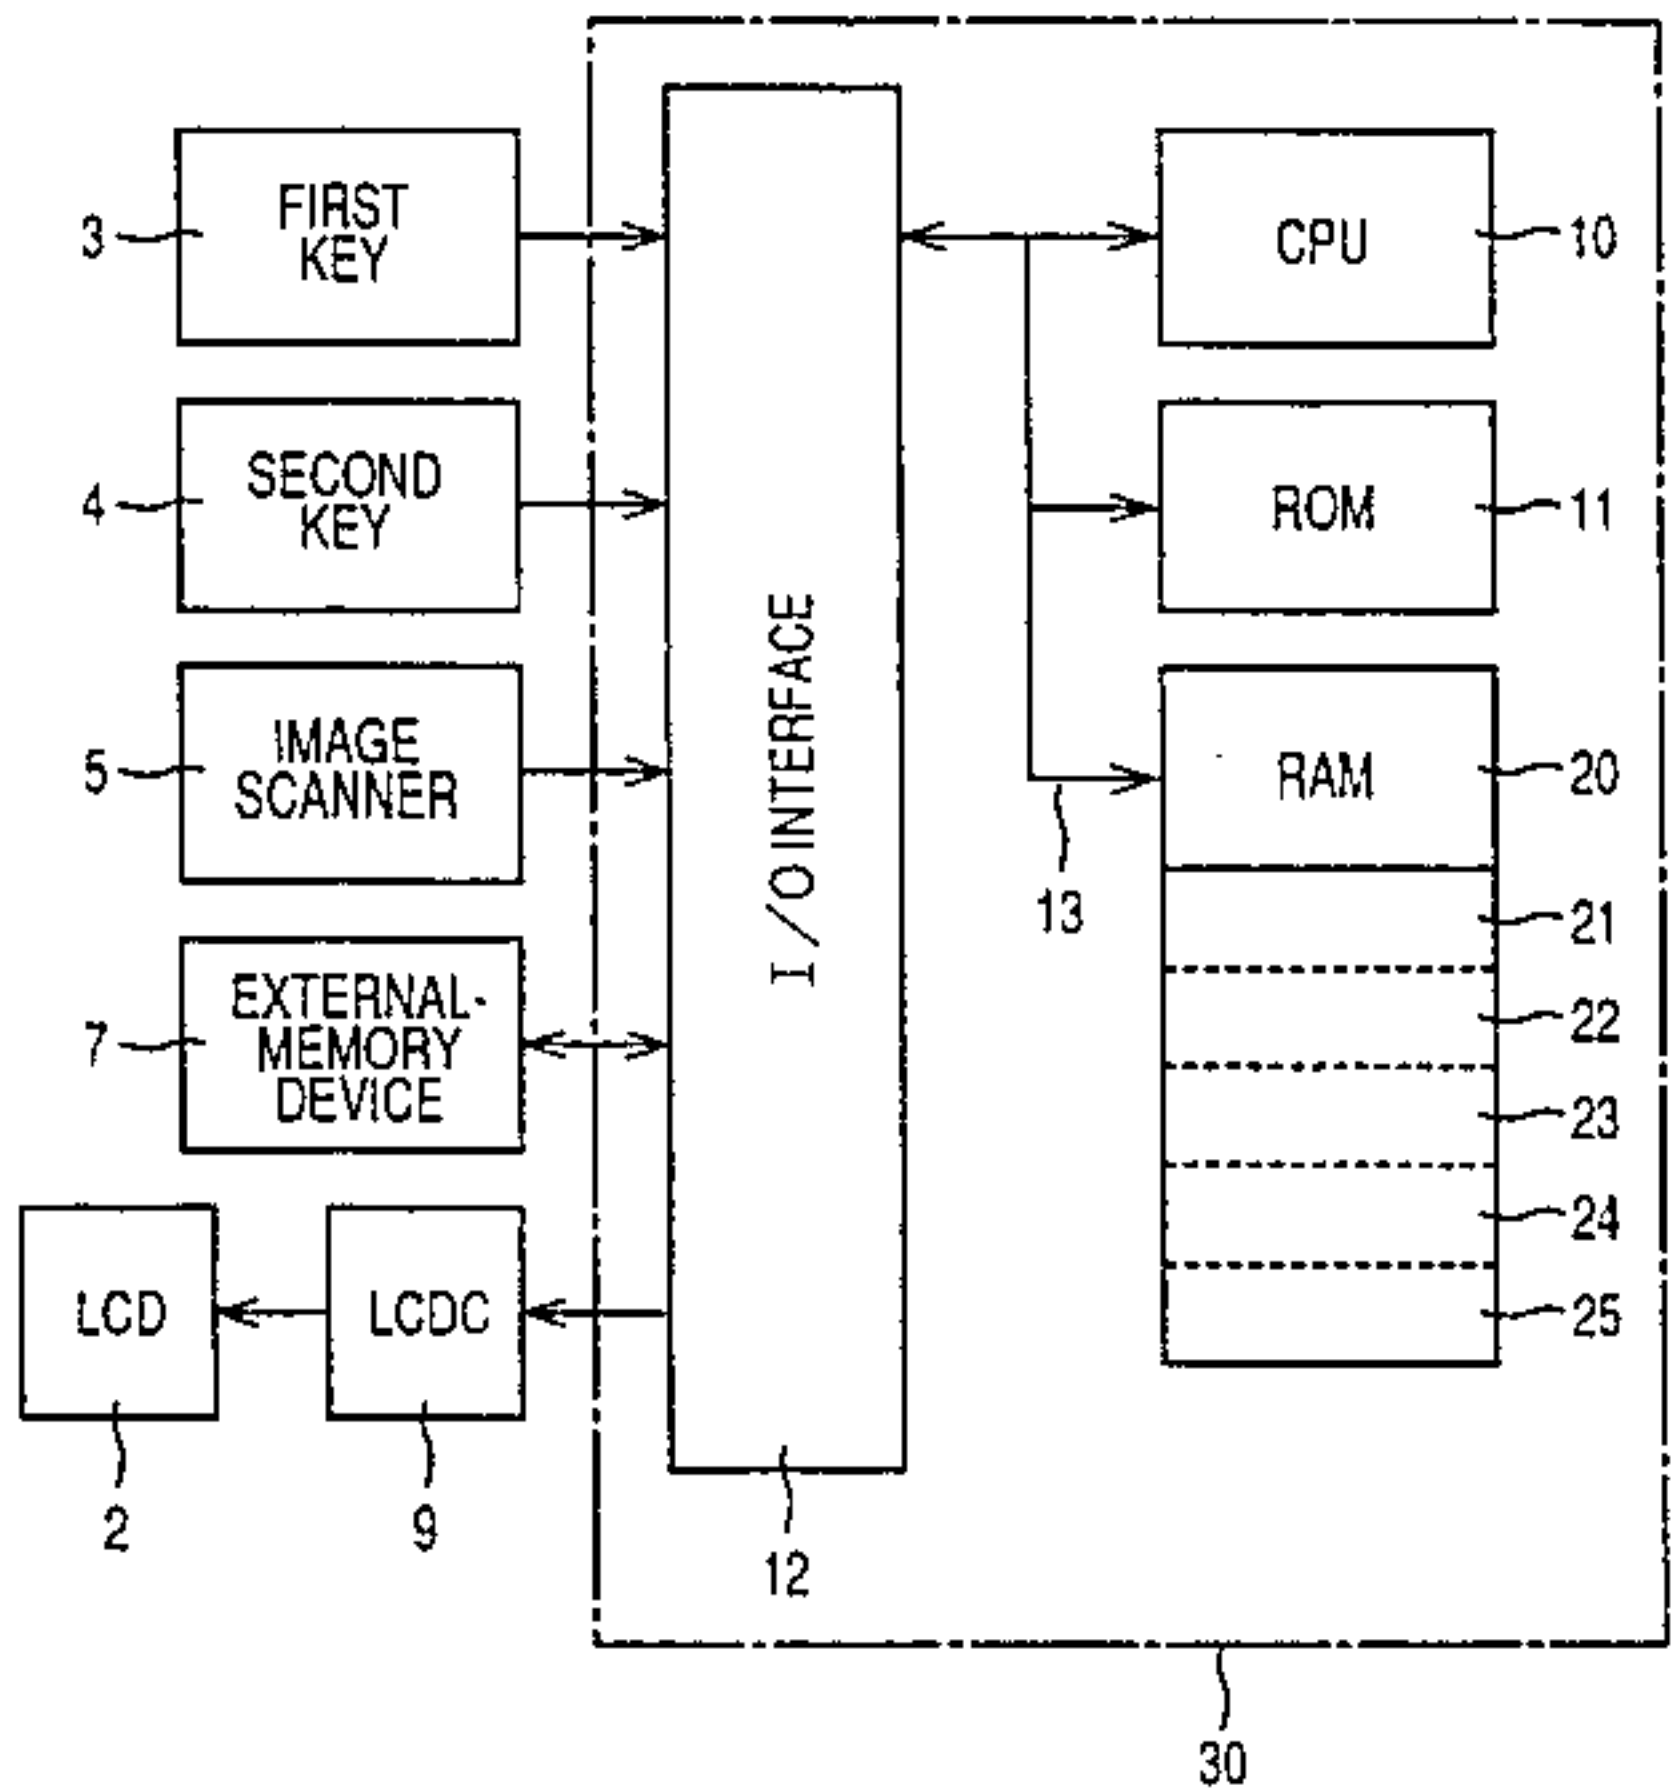 FIRST
KEY
3
SECOND
KEY
4
IMAGE
SCANNER
5
EXTERNAL-
MEMORY
DEVICE
7
LCD
2
LCDC
9
I/O INTERFACE
12
CPU
10
ROM
11
RAM
20
13
21
22
23
24
25
30